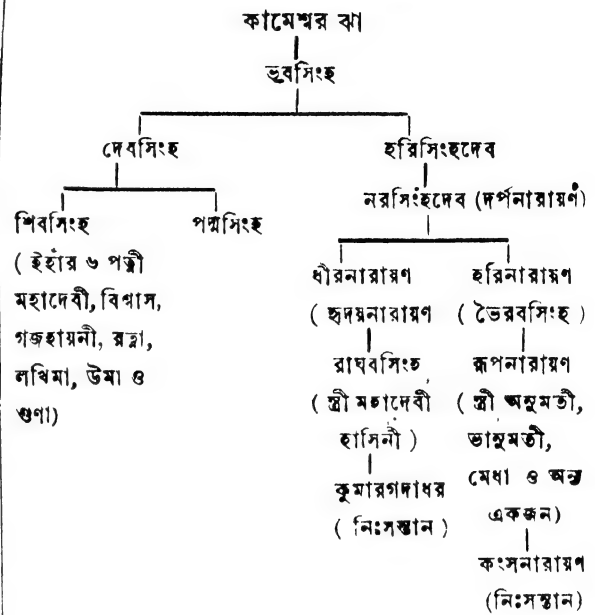 কামেশ্বর ঝা
ভুবসিংহ
দেবসিংহ
হরিসিংহদেব
নরসিংহদেব (দর্পনারায়ণ)
শিবসিংহ
( ইহাঁর ৬ পত্নী
মহাদেবী, বিশ্বাস,
গজহায়নী, রত্না,
লখিমা, উমা ও
গুণা)
পদ্মসিংহ
ধীরনারায়ণ
( হৃদয়নারায়ণ
রাঘবসিংহ
( স্ত্রী মহাদেবী
হাসিনী )
কুমারগদাধর
( নিঃসন্তান )
হরিনারায়ণ
( ভৈরবসিংহ )
রূপনারায়ণ
( স্ত্রী অনুমতী,
ভানুমতী,
মেধা ও অন্য
একজন)
কংসনারায়ণ
(নিঃসন্তান)